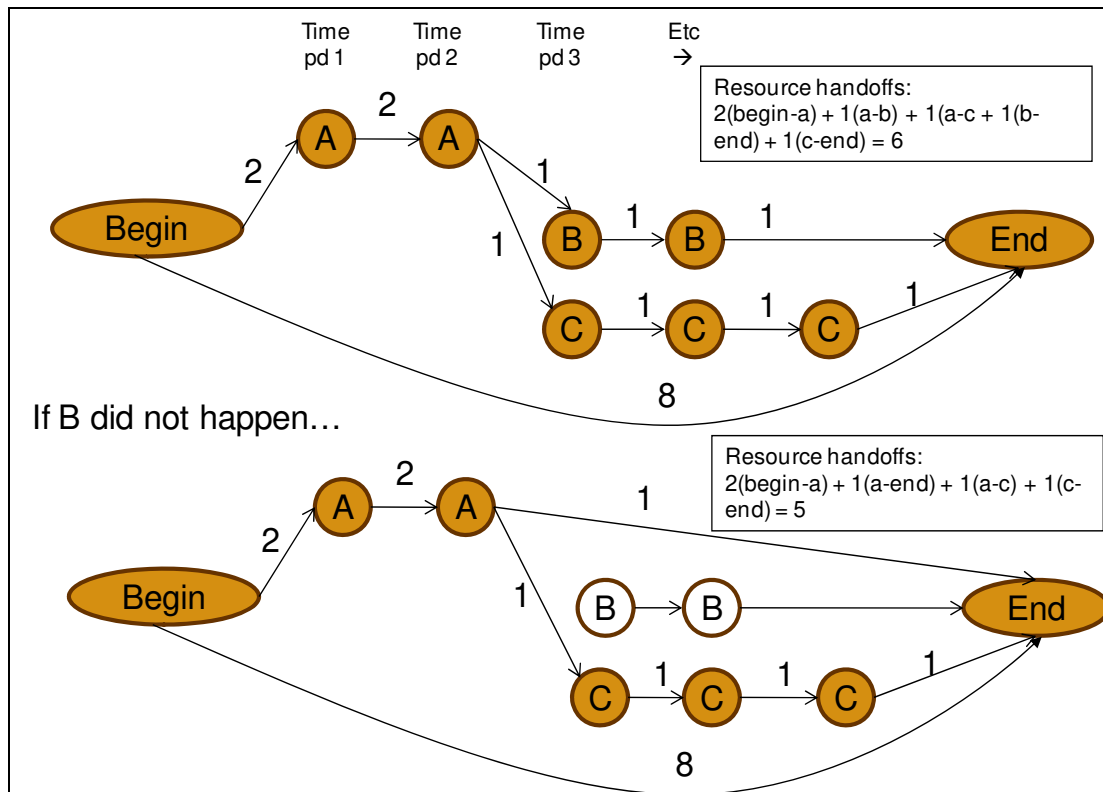 Time
pd 1
Time
pd 2
Time
pd 3
Etc
→
Resource handoffs:
2(begin-a) + 1(a-b) + 1(a-c + 1(b-
end) + 1(c-end) = 6
2
A
A
2
1
1
Begin
B
1
B
1
End
C
1
C
1
C
1
8
If B did not happen…
Resource handoffs:
2(begin-a) + 1(a-end) + 1(a-c) + 1(c-
end) = 5
2
A
A
1
2
1
Begin
B
B
End
C
1
C
1
C
1
8